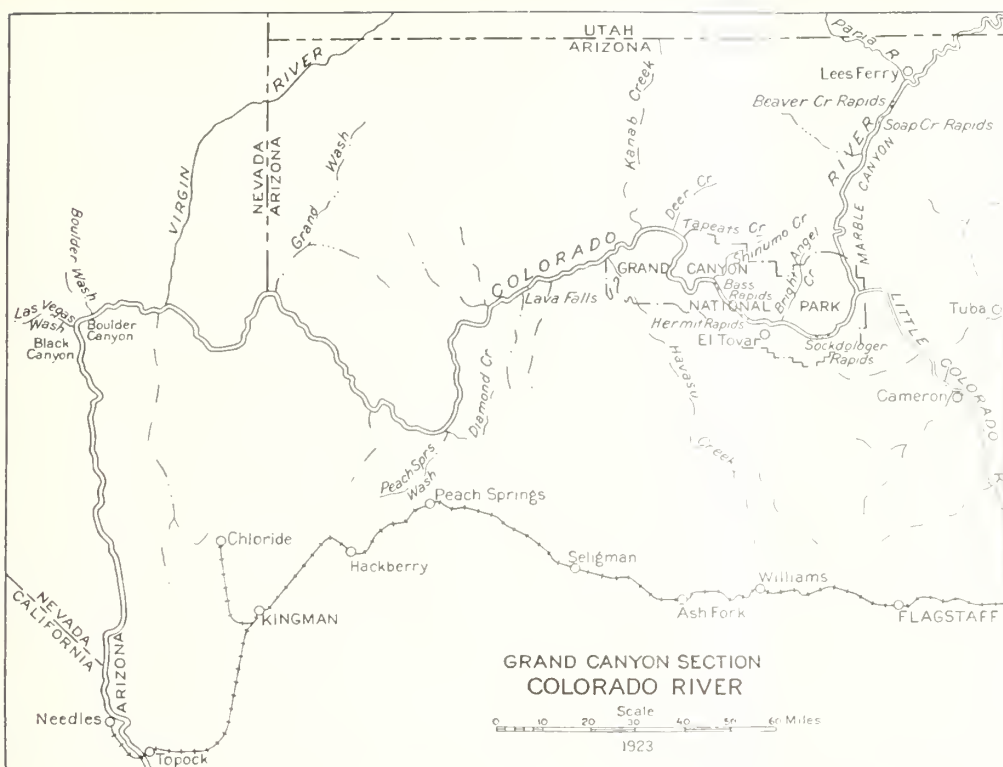 UTAH
ARIZONA
Paria R
Lees Ferry
Beaver Cr Rapids
Soap Cr Rapids
RIVER
MARBLE CANYON
Kanab Creek
VIRGIN RIVER
NEVADA
ARIZONA
Grand Wash
Deer Cr
Tapeats Cr
Shinumo Cr
Bright Angel Cr
COLORADO
GRAND CANYON
NATIONAL PARK
Bass
Rapids
Lava Falls
Hermit Rapids
El Tovar
Sockdologer
Rapids
LITTLE COLORADO
Tuba
Cameron
Boulder Wash
Las Vegas
Wash
Boulder
Canyon
Black
Canyon
Diamond Cr
Havasu
Creek
Peach Sprs
Wash
Peach Springs
Chloride
Hackberry
Seligman
Williams
KINGMAN
Ash Fork
FLAGSTAFF
NEVADA
CALIFORNIA
ARIZONA
Needles
Topock
GRAND CANYON SECTION
COLORADO RIVER
Scale
0 10 20 30 40 50 60 Miles
1923